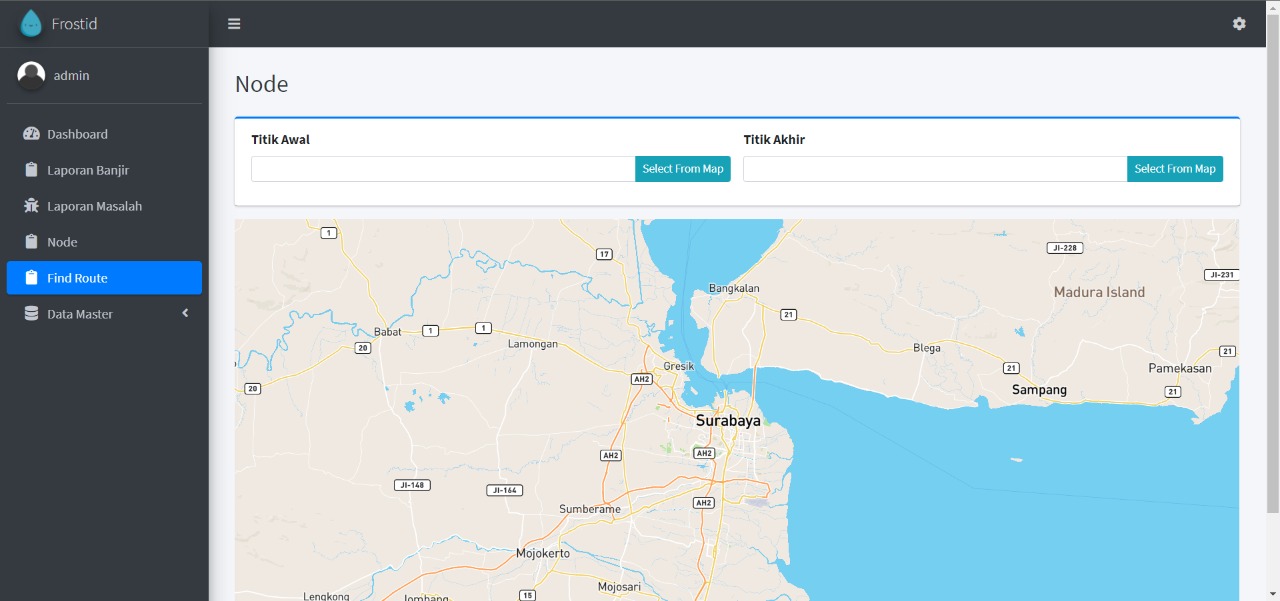 Frostid
admin
Dashboard
Laporan Banjir
Laporan Masalah
Node
Find Route
Data Master
Node
Titik Awal
Select From Map
Titik Akhir
Select From Map
1
17
JI-228
JI-231
Madura Island
Bangkalan
21
Babat
1
1
20
Lamongan
Blega
21
Gresik
21
Pamekasan
AH2
20
Sampang
21
Surabaya
AH2
AH2
JI-148
JI-164
AH2
Sumberame
Mojokerto
Mojosari
Lengkong
Jombang
15